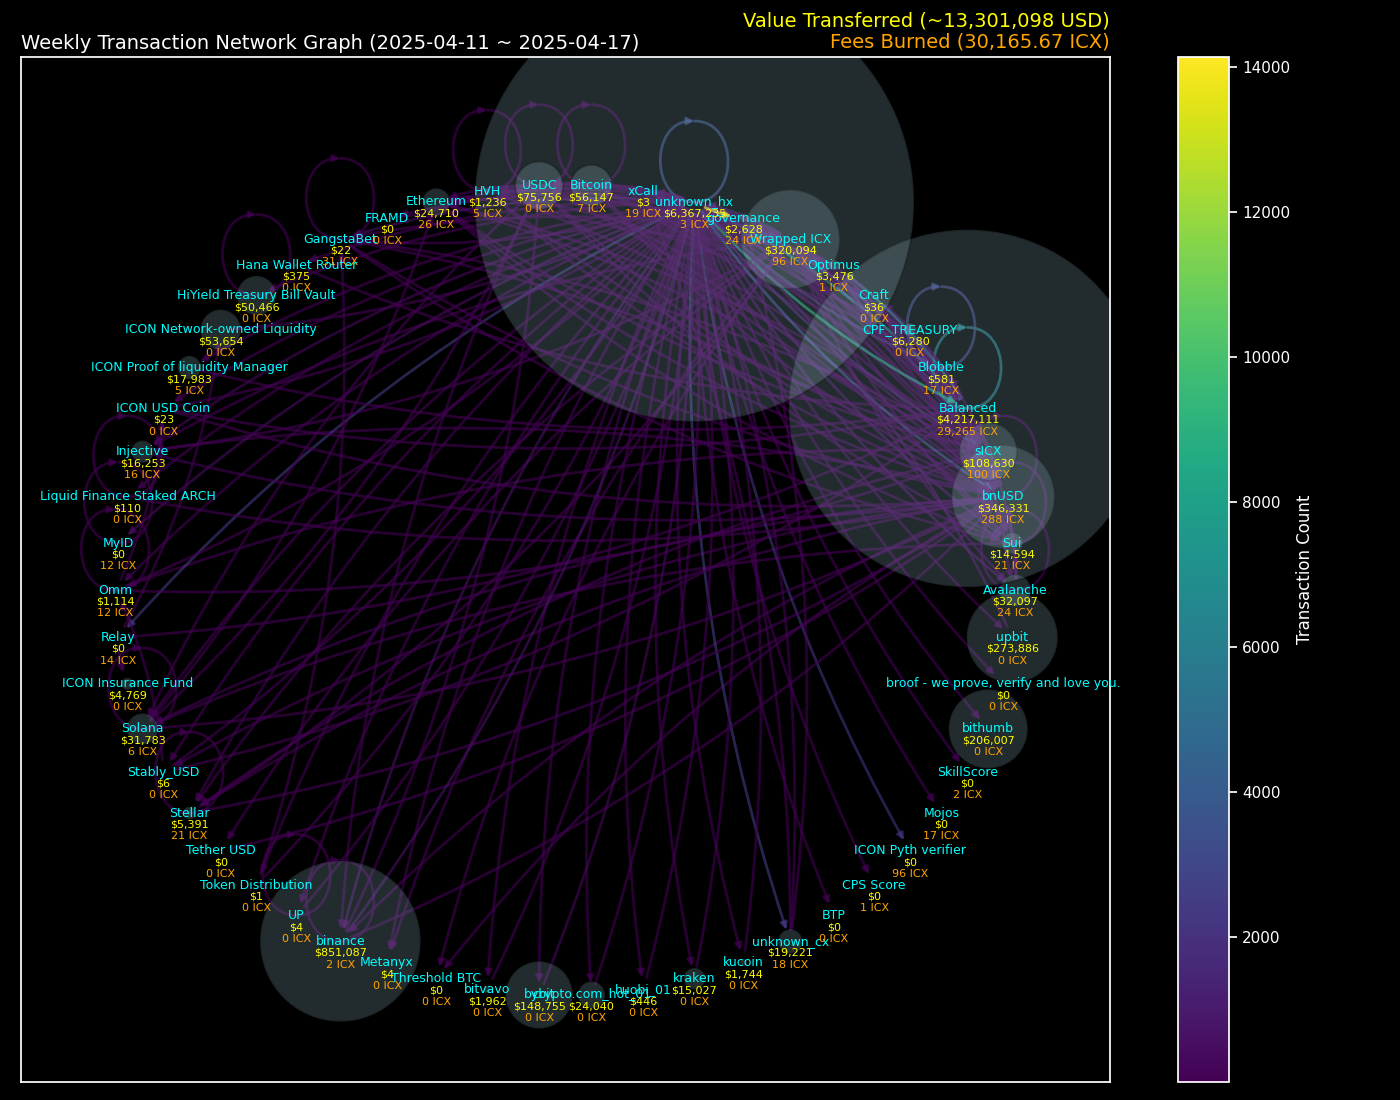 Value Transferred (~13,301,098 USD)
Weekly Transaction Network Graph (2025-04-11 ~ 2025-04-17)
Fees Burned (30,165.67 ICX)
USDC
$75,756
0 ICX
Bitcoin
$56,147
7 ICX
HVH
$1,236
5 ICX
xCall
$3
19 ICX
unknown_hx
$6,367,255
3 ICX
Ethereum
$24,710
26 ICX
governance
$2,628
24 ICX
FRAMD
$0
0 ICX
Wrapped ICX
$320,094
96 ICX
GangstaBet
$22
31 ICX
Optimus
$3,476
1 ICX
Hana Wallet Router
$375
0 ICX
Craft
$36
0 ICX
HiYield Treasury Bill Vault
$50,466
0 ICX
CPF_TREASURY
$6,280
0 ICX
ICON Network-owned Liquidity
$53,654
0 ICX
Blobble
$581
17 ICX
ICON Proof of liquidity Manager
$17,983
5 ICX
Balanced
$4,217,111
29,265 ICX
ICON USD Coin
$23
0 ICX
sICX
$108,630
100 ICX
Injective
$16,253
16 ICX
bnUSD
$346,331
288 ICX
Liquid Finance Staked ARCH
$110
0 ICX
Sui
$14,594
21 ICX
MyID
$0
12 ICX
Avalanche
$32,097
24 ICX
Omm
$1,114
12 ICX
upbit
$273,886
0 ICX
Relay
$0
14 ICX
broof - we prove, verify and love you.
$0
0 ICX
ICON Insurance Fund
$4,769
0 ICX
bithumb
$206,007
0 ICX
Solana
$31,783
6 ICX
SkillScore
$0
2 ICX
Stably_USD
$6
0 ICX
Mojos
$0
17 ICX
Stellar
$5,391
21 ICX
ICON Pyth verifier
$0
96 ICX
Tether USD
$0
0 ICX
CPS Score
$0
1 ICX
Token Distribution
$1
0 ICX
BTP
$0
0 ICX
UP
$4
0 ICX
unknown_cx
$19,221
18 ICX
binance
$851,087
2 ICX
kucoin
$1,744
0 ICX
Metanyx
$4
0 ICX
kraken
$15,027
0 ICX
Threshold BTC
$0
0 ICX
huobi_01
$446
0 ICX
bitvavo
$1,962
0 ICX
$148,755
0 ICX
$24,040
0 ICX
14000
12000
10000
8000
6000
4000
2000
Transaction Count